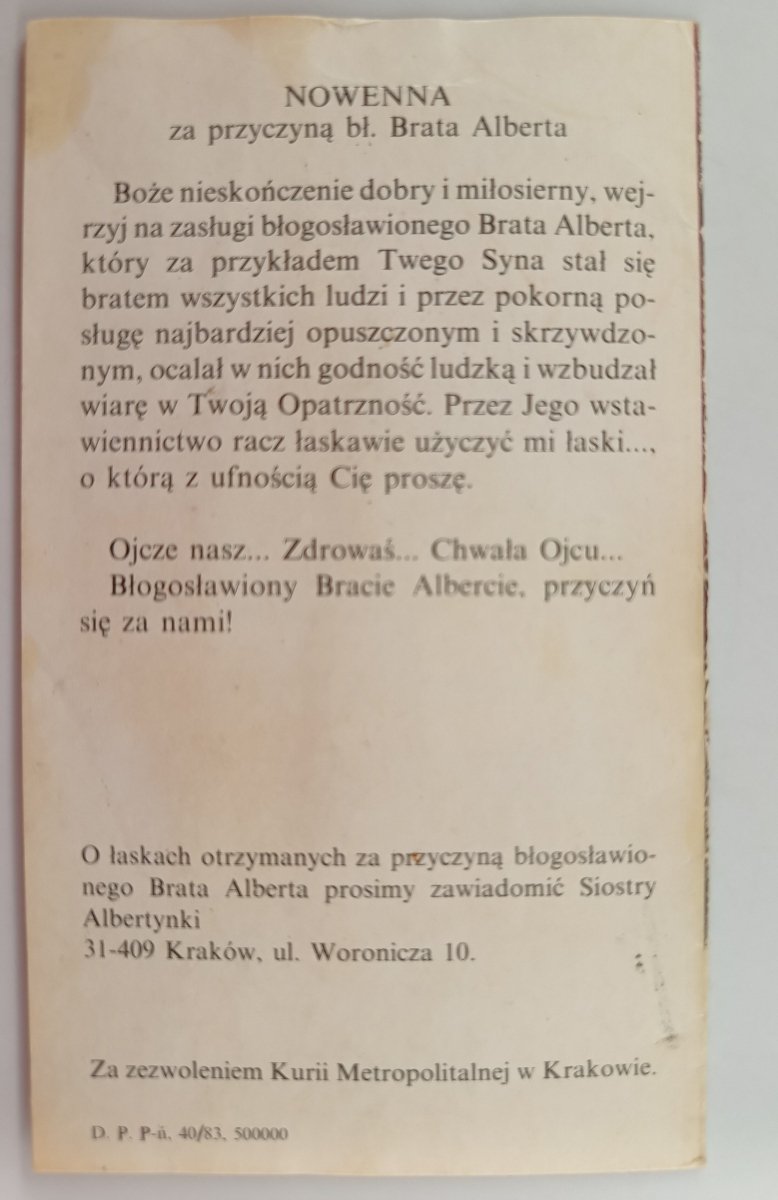 NOWENNA
za przyczyną bł. Brata Alberta
Boże nieskończenie dobry i miłosierny, wej-
rzyj na zasługi błogosławionego Brata Alberta,
który za przykładem Twego Syna stał się
bratem wszystkich ludzi i przez pokorną po-
sługę najbardziej opuszczonym i skrzywdzo-
nym, ocalał w nich godność ludzką i wzbudzał
wiarę w Twoją Opatrzność. Przez Jego wsta-
wiennictwo racz łaskawie użyczyć mi łaski...,
o którą z ufnością Cię proszę.
Ojcze nasz... Zdrowaś... Chwała Ojcu...
Błogosławiony Bracie Albercie, przyczyń
się za nami!
O łaskach otrzymanych za przyczyną błogosławio-
nego Brata Alberta prosimy zawiadomić Siostry
Albertynki
31-409 Kraków, ul. Woronicza 10.
Za zezwoleniem Kurii Metropolitalnej w Krakowie.
D. P. P-ń, 40/83, 500000